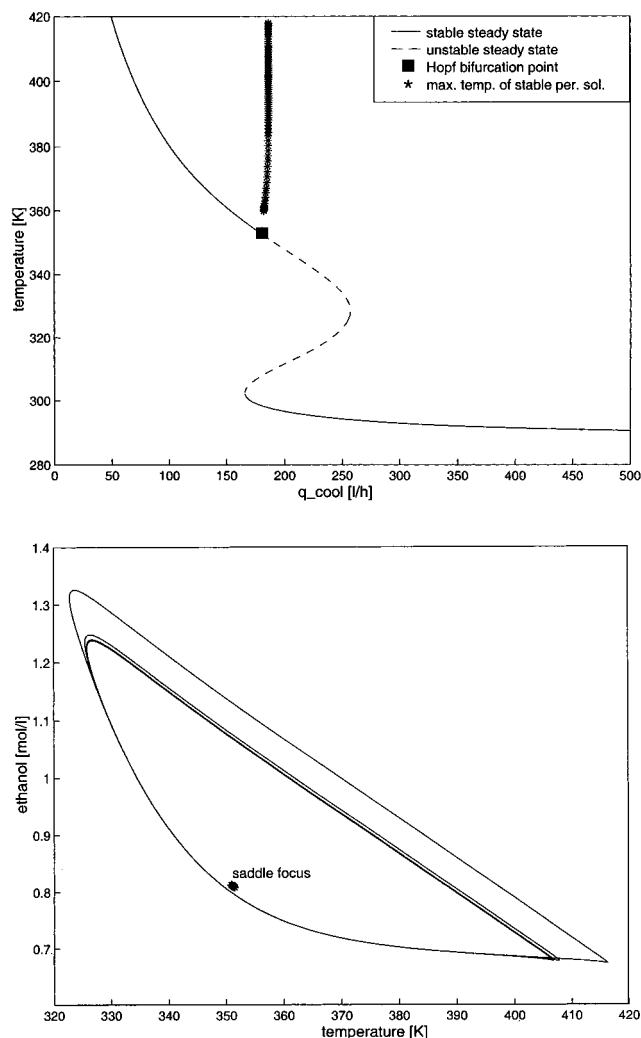 420
400
380
360
340
320
300
280
temperature [K]
stable steady state
unstable steady state
Hopf bifurcation point
max. temp. of stable per. sol.
0 50 100 150 200 250 300 350 400 450 500
q_cool [l/h]
1.4
1.3
1.2
1.1
1
0.9
0.8
0.7
ethanol [mol/l]
saddle focus
320 330 340 350 360 370 380 390 400 410 420
temperature [K]